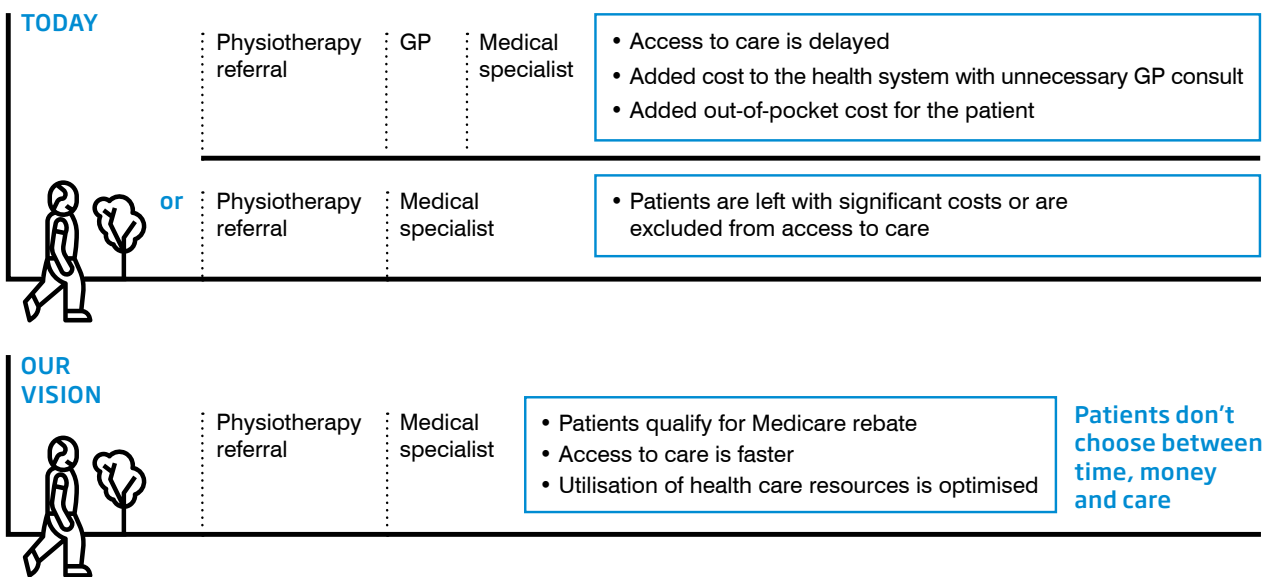 TODAY
Physiotherapy
referral
GP
Medical
specialist
• Access to care is delayed
• Added cost to the health system with unnecessary GP consult
• Added out-of-pocket cost for the patient
or
Physiotherapy
referral
Medical
specialist
• Patients are left with significant costs or are
excluded from access to care
OUR
VISION
Physiotherapy
referral
Medical
specialist
• Patients qualify for Medicare rebate
• Access to care is faster
• Utilisation of health care resources is optimised
Patients don't
choose between
time, money
and care